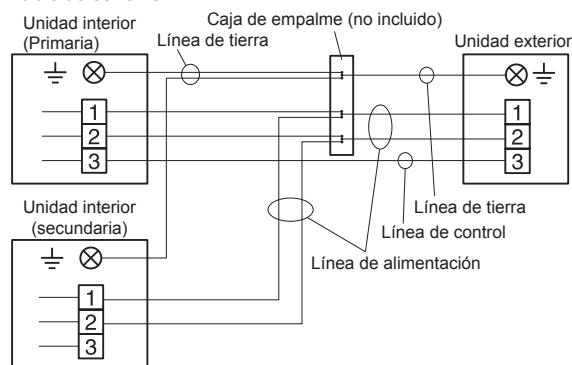 Caja de empalme (no incluido)
Unidad interior
(Primaria)
Línea de tierra
Unidad exterior
1
2
3
1
2
3
Unidad interior
(secundaria)
Línea de tierra
Línea de control
Línea de alimentación
1
2
3